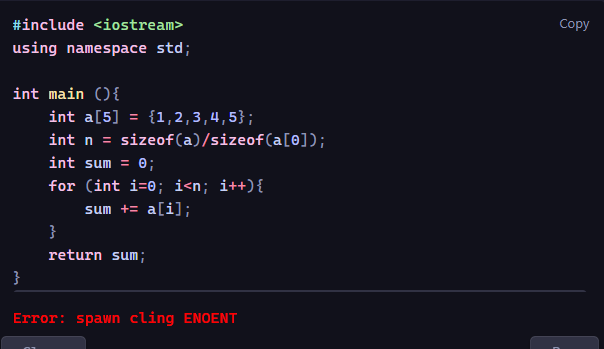 #include <iostream>
Copy
using namespace std;
int main (){
    int a[5] = {1,2,3,4,5};
    int n = sizeof(a)/sizeof(a[0]);
    int sum = 0;
    for (int i=0; i<n; i++){
        sum += a[i];
    }
    return sum;
}
Error: spawn cling ENOENT